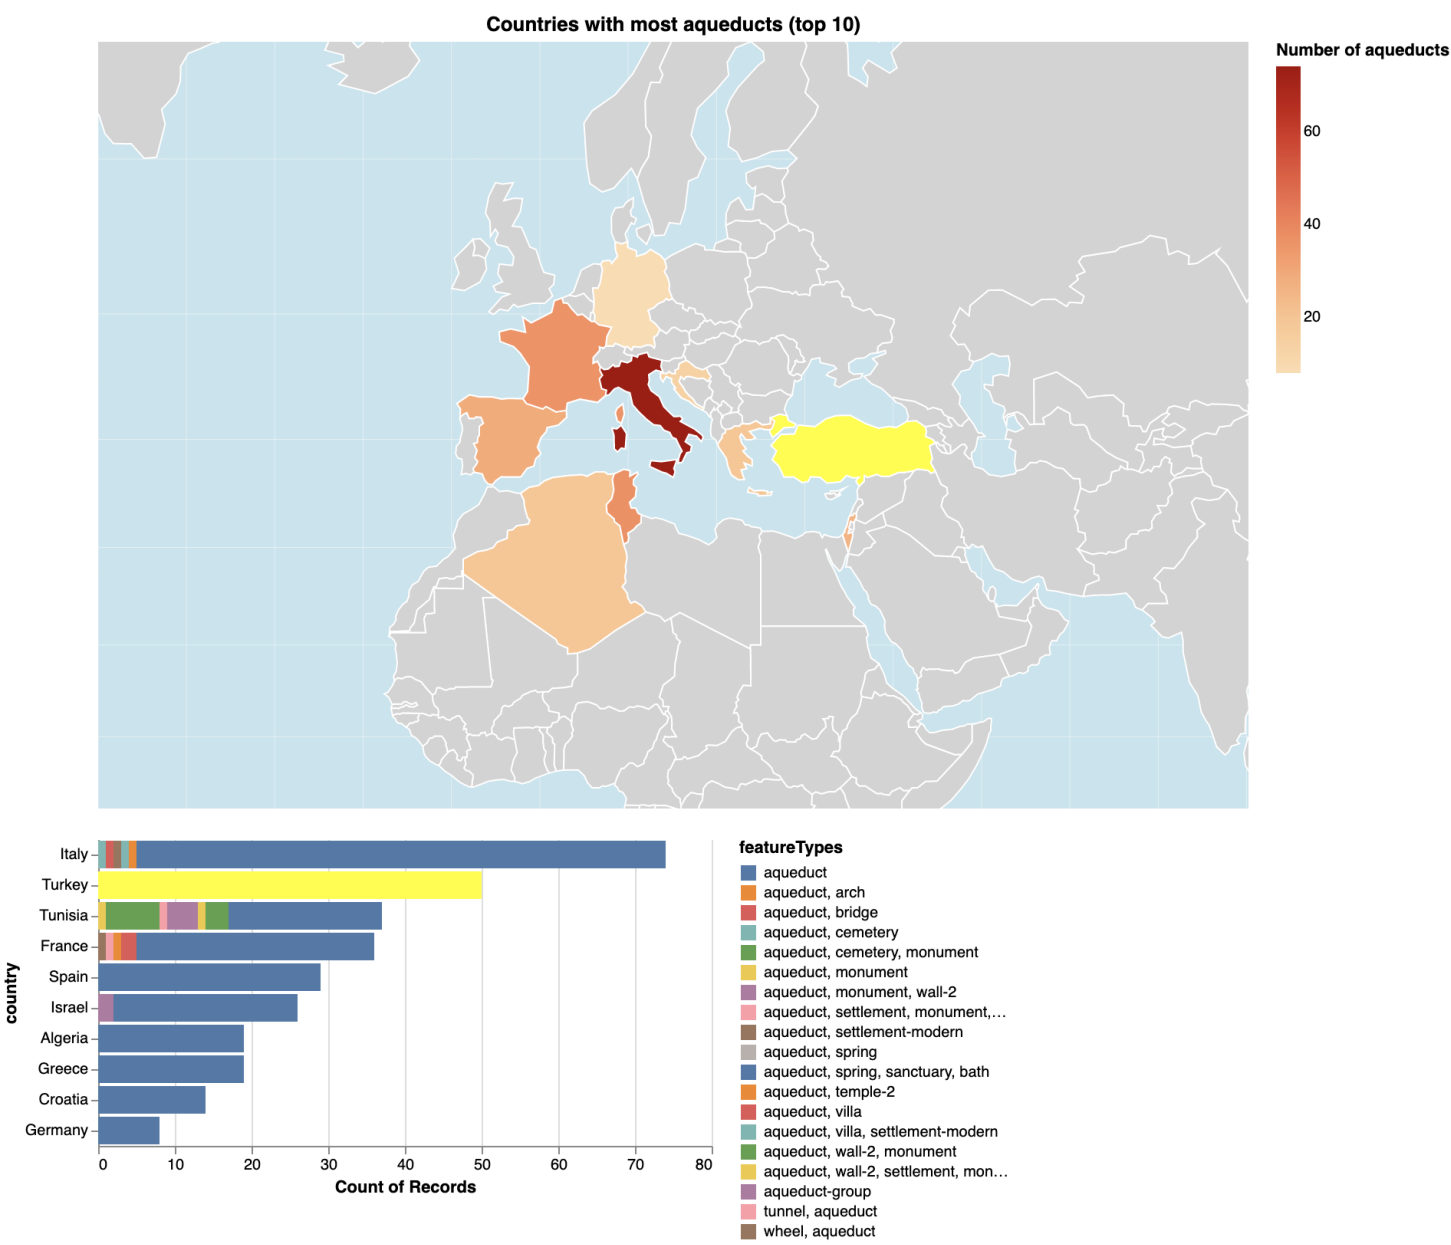 Countries with most aqueducts (top 10)
Number of aqueducts
60
40
20
country
Italy
Turkey
Tunisia
France
Spain
Israel
Algeria
Greece
Croatia
Germany
0 10 20 30 40 50 60 70 80
Count of Records
featureTypes
aqueduct
aqueduct, arch
aqueduct, bridge
aqueduct, cemetery
aqueduct, cemetery, monument
aqueduct, monument
aqueduct, monument, wall-2
aqueduct, settlement, monument,…
aqueduct, settlement-modern
aqueduct, spring
aqueduct, spring, sanctuary, bath
aqueduct, temple-2
aqueduct, villa
aqueduct, villa, settlement-modern
aqueduct, wall-2, monument
aqueduct, wall-2, settlement, mon…
aqueduct-group
tunnel, aqueduct
wheel, aqueduct